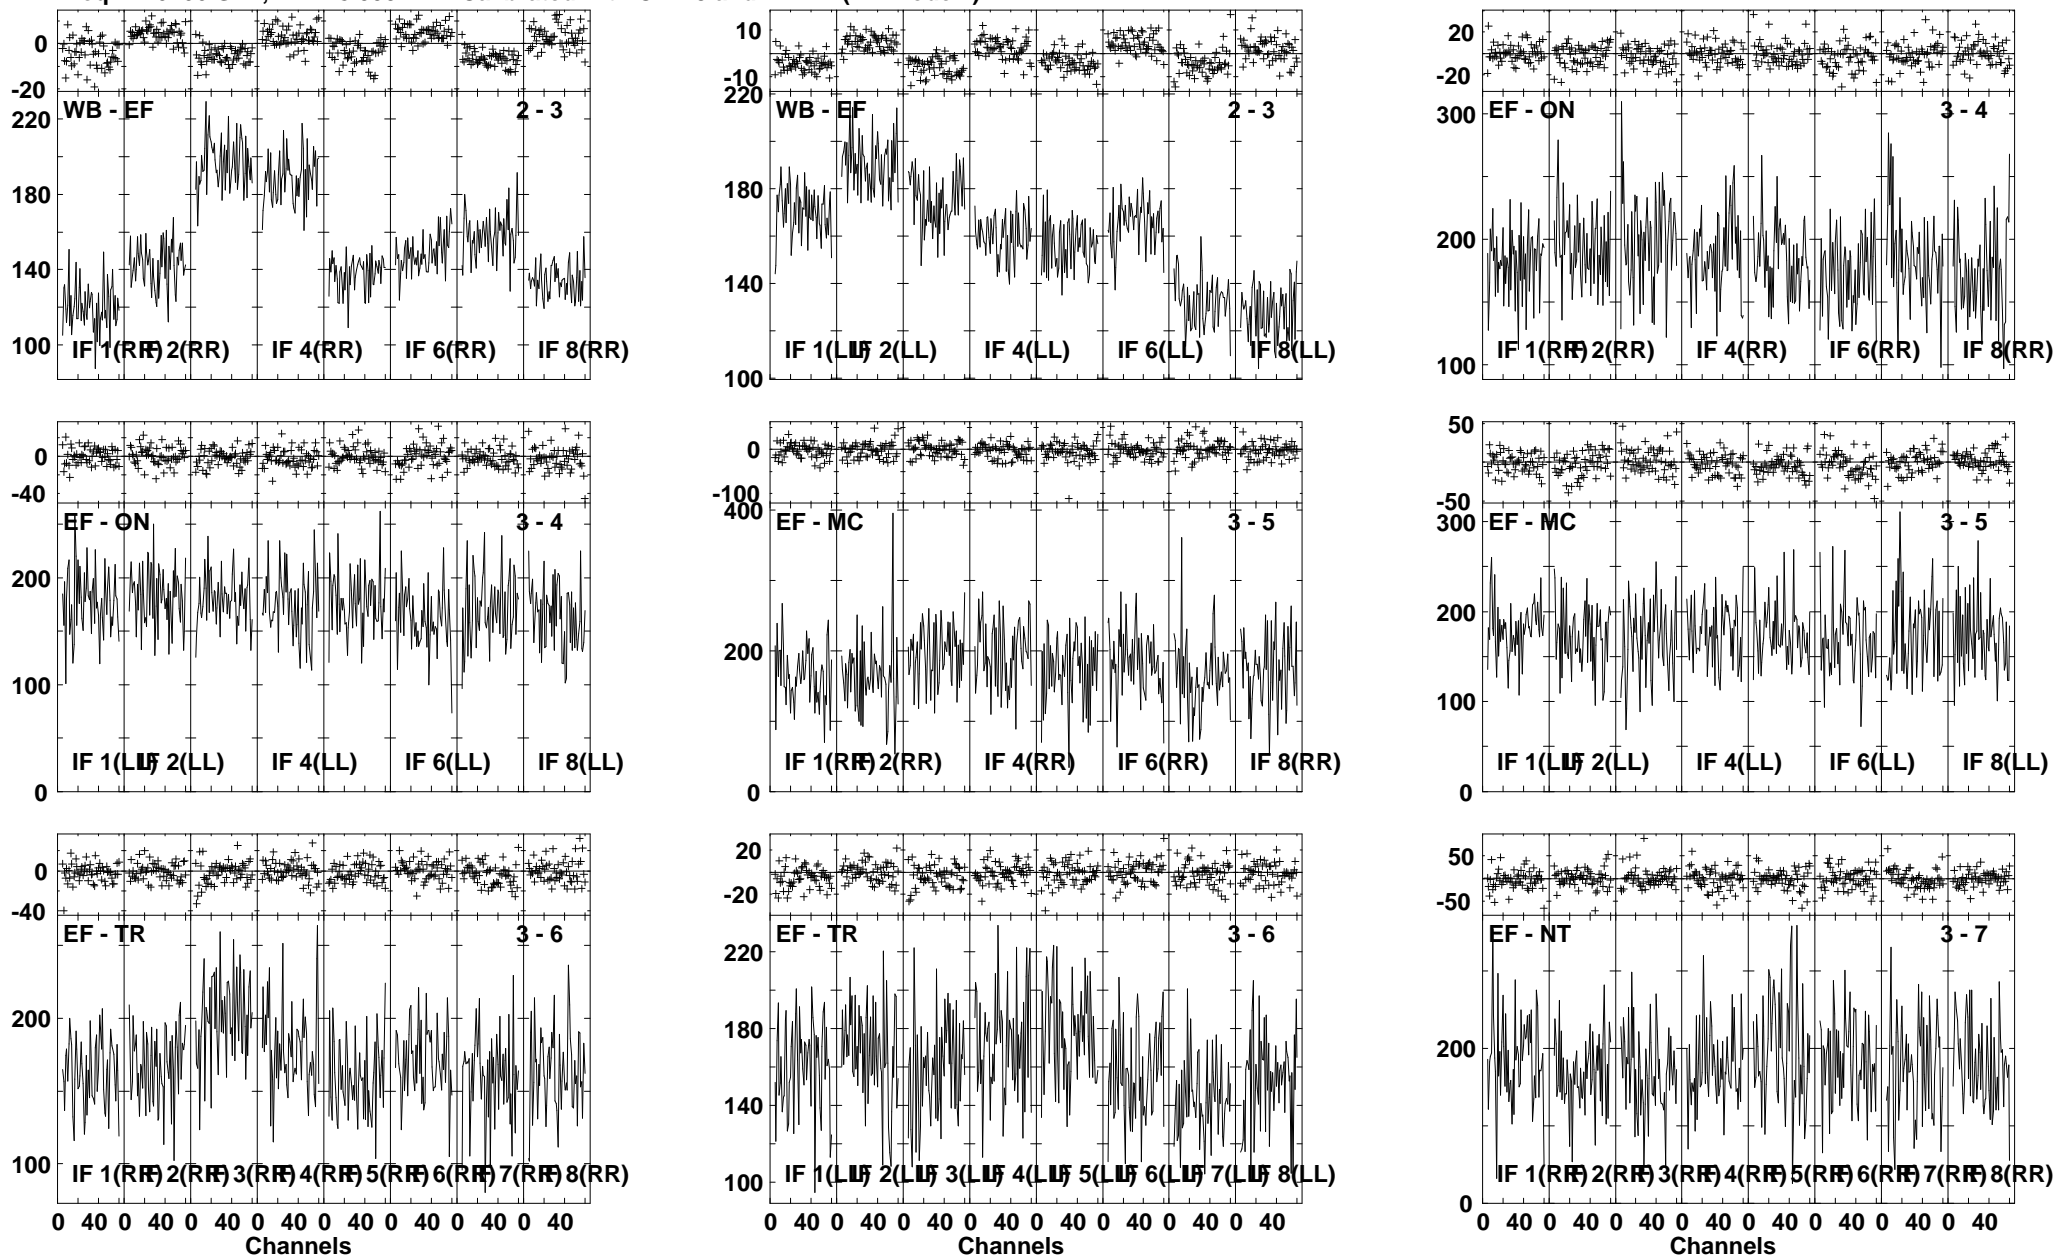 0
-20
WB - EF 2 - 3
220
180
140
100
IF 1(RR) IF 2(RR) IF 4(RR) IF 6(RR) IF 8(RR)
10
-10
220
WB - EF 2 - 3
180
140
100
IF 1(LL) IF 2(LL) IF 4(LL) IF 6(LL) IF 8(LL)
20
0
-20
EF - ON 3 - 4
300
200
100
IF 1(RR) IF 2(RR) IF 4(RR) IF 6(RR) IF 8(RR)
0
-40
EF - ON 3 - 4
200
100
0
IF 1(LL) IF 2(LL) IF 4(LL) IF 6(LL) IF 8(LL)
0
-100
400
EF - MC 3 - 5
200
0
IF 1(RR) IF 2(RR) IF 4(RR) IF 6(RR) IF 8(RR)
50
0
-50
EF - MC 3 - 5
300
200
100
0
IF 1(LL) IF 2(LL) IF 4(LL) IF 6(LL) IF 8(LL)
0
-40
EF - TR 3 - 6
200
100
IF 1(RR) IF 2(RR) IF 3(RR) IF 4(RR) IF 5(RR) IF 6(RR) IF 7(RR) IF 8(RR)
0 40 0 40 0 40 0 40 0 40 0 40 0 40 0 40
Channels
20
-20
EF - TR 3 - 6
220
180
140
100
IF 1(LL) IF 2(LL) IF 3(LL) IF 4(LL) IF 5(LL) IF 6(LL) IF 7(LL) IF 8(LL)
0 40 0 40 0 40 0 40 0 40 0 40 0 40 0 40
Channels
50
-50
EF - NT 3 - 7
200
0
IF 1(RR) IF 2(RR) IF 3(RR) IF 4(RR) IF 5(RR) IF 6(RR) IF 7(RR) IF 8(RR)
0 40 0 40 0 40 0 40 0 40 0 40 0 40 0 40
Channels